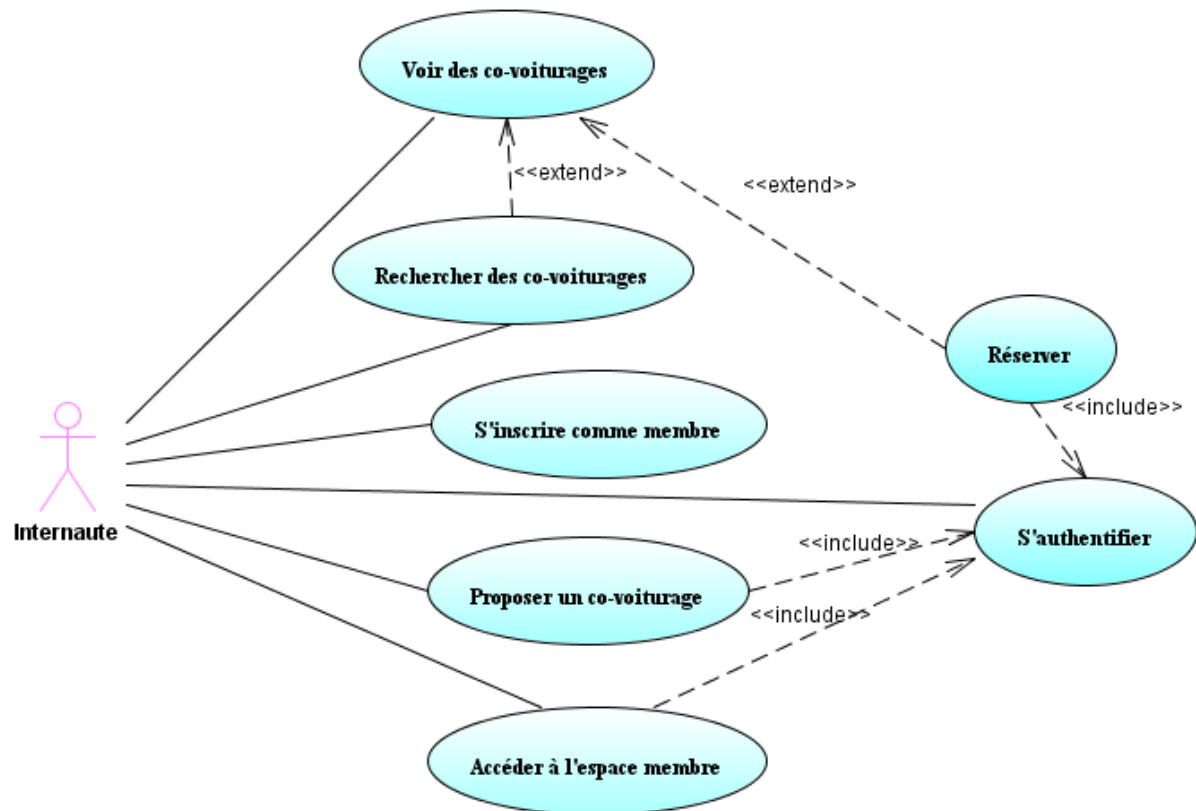 Voir des co-voiturages
<<extend>>
<<extend>>
Rechercher des co-voiturages
Réserver
<<include>>
S'inscrire comme membre
Internaute
S'authentifier
<<include>>
Proposer un co-voiturage
<<include>>
Accéder à l'espace membre